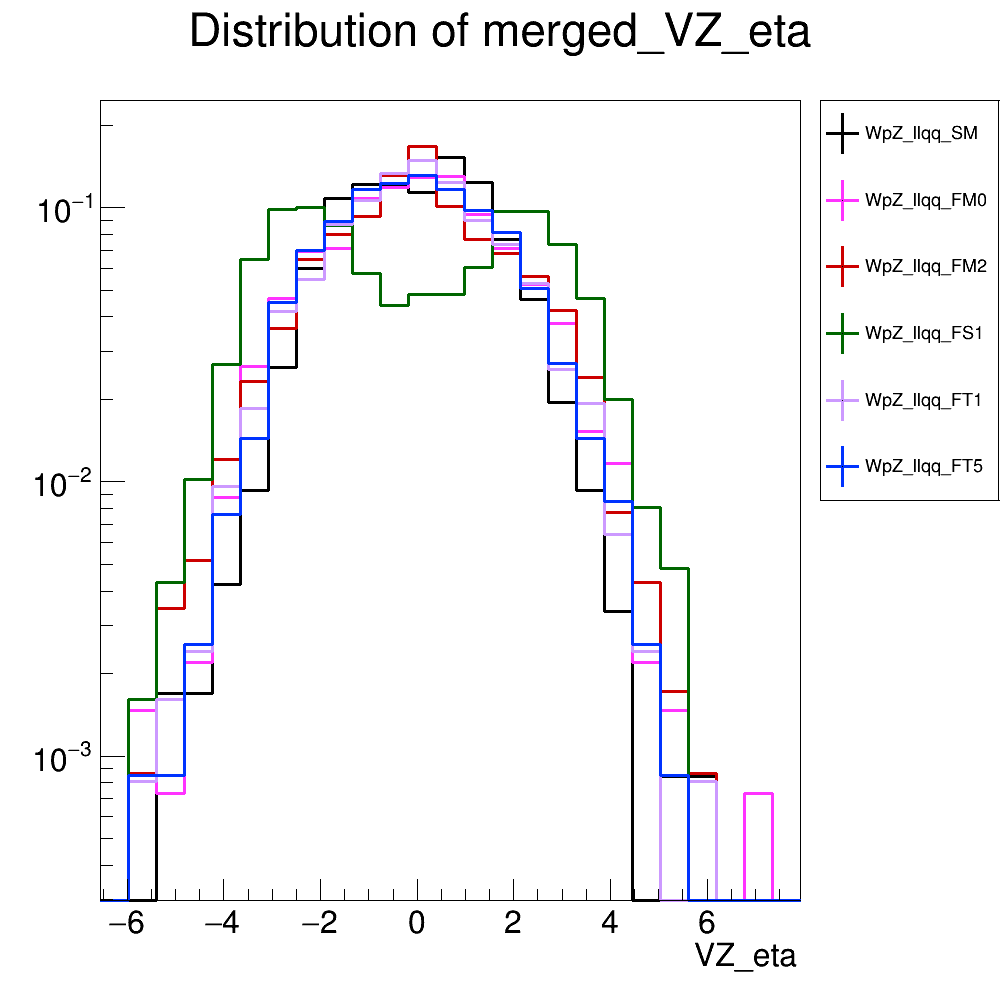 Distribution of merged_VZ_eta
WpZ_llqq_SM
WpZ_llqq_FM0
WpZ_llqq_FM2
WpZ_llqq_FS1
WpZ_llqq_FT1
WpZ_llqq_FT5
10⁻¹
10⁻²
10⁻³
−6 −4 −2 0 2 4 6
VZ_eta